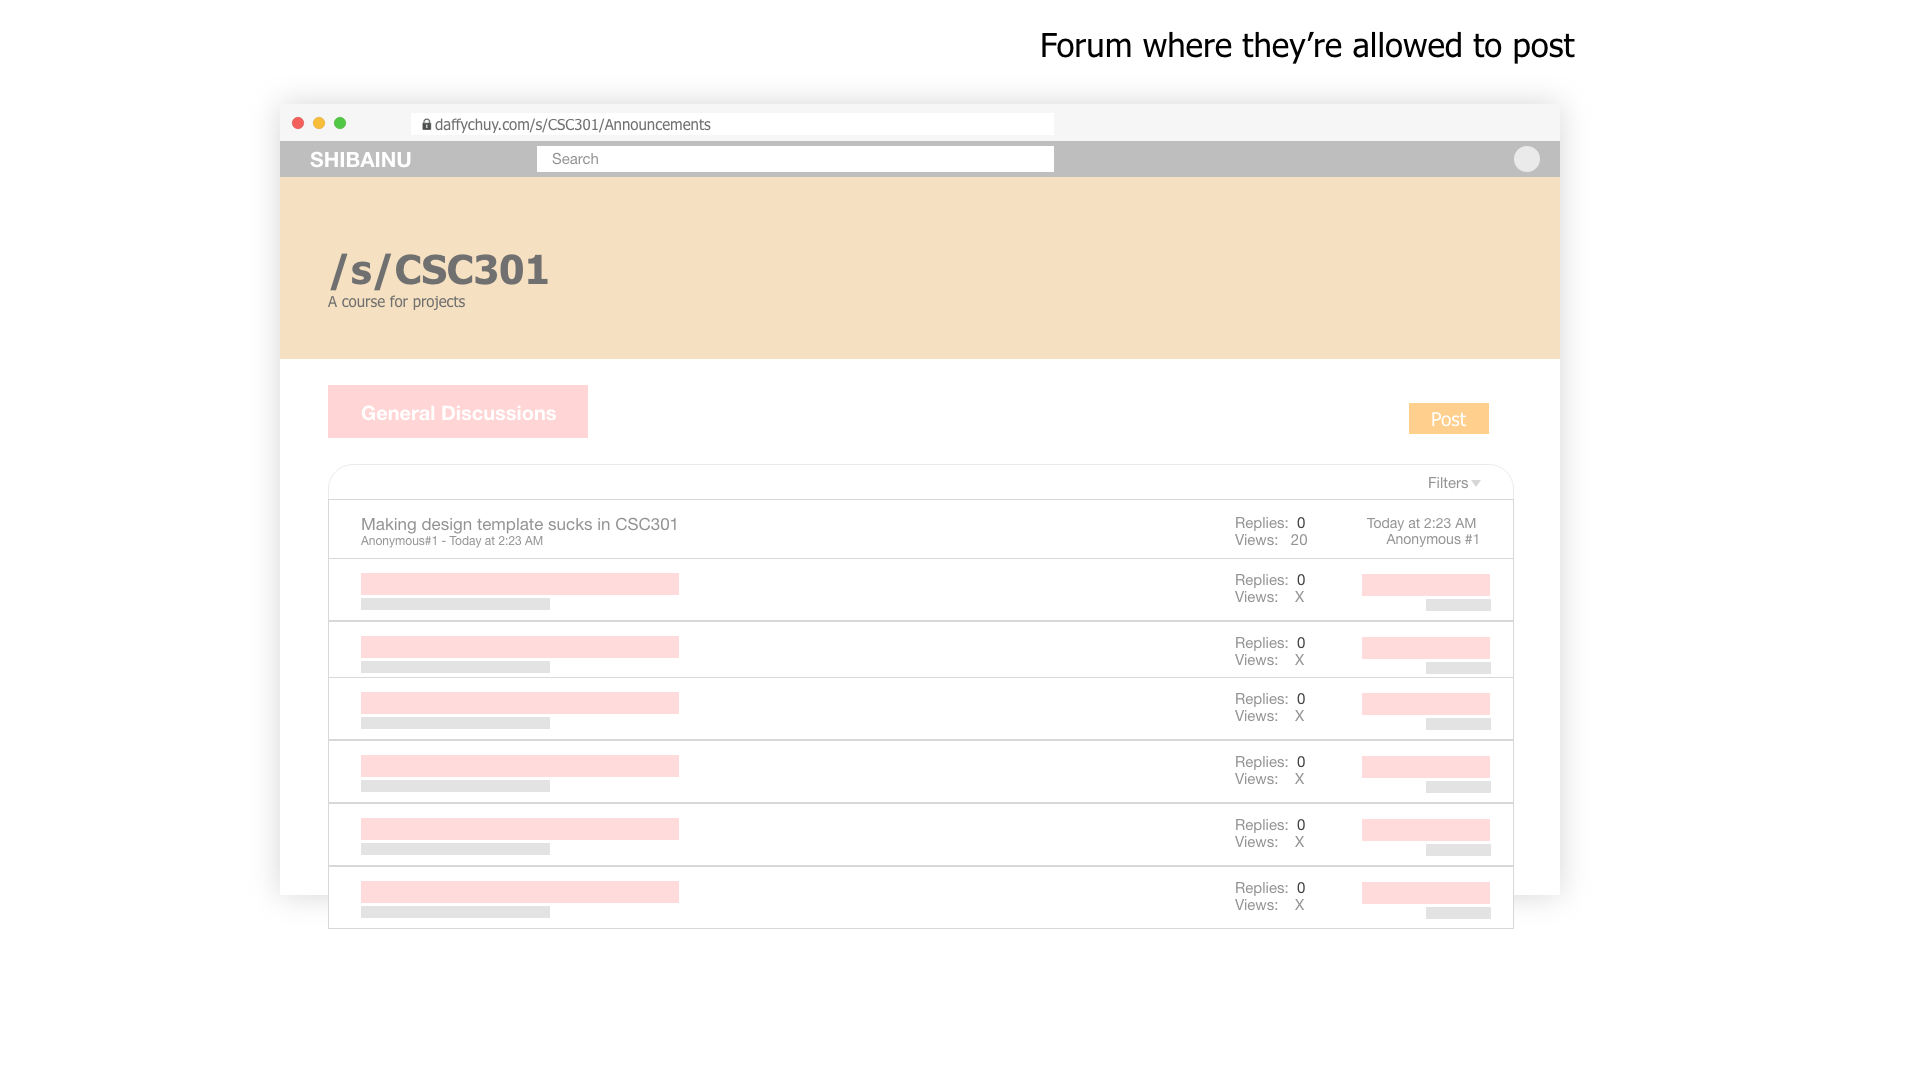 Forum where they’re allowed to post
daffychuy.com/s/CSC301/Announcements
SHIBAINU
Search
/s/CSC301
A course for projects
General Discussions
Post
Filters
Making design template sucks in CSC301
Anonymous#1 - Today at 2:23 AM
Replies: 0
Views: 20
Today at 2:23 AM
Anonymous #1
Replies: 0
Views: X
Replies: 0
Views: X
Replies: 0
Views: X
Replies: 0
Views: X
Replies: 0
Views: X
Replies: 0
Views: X